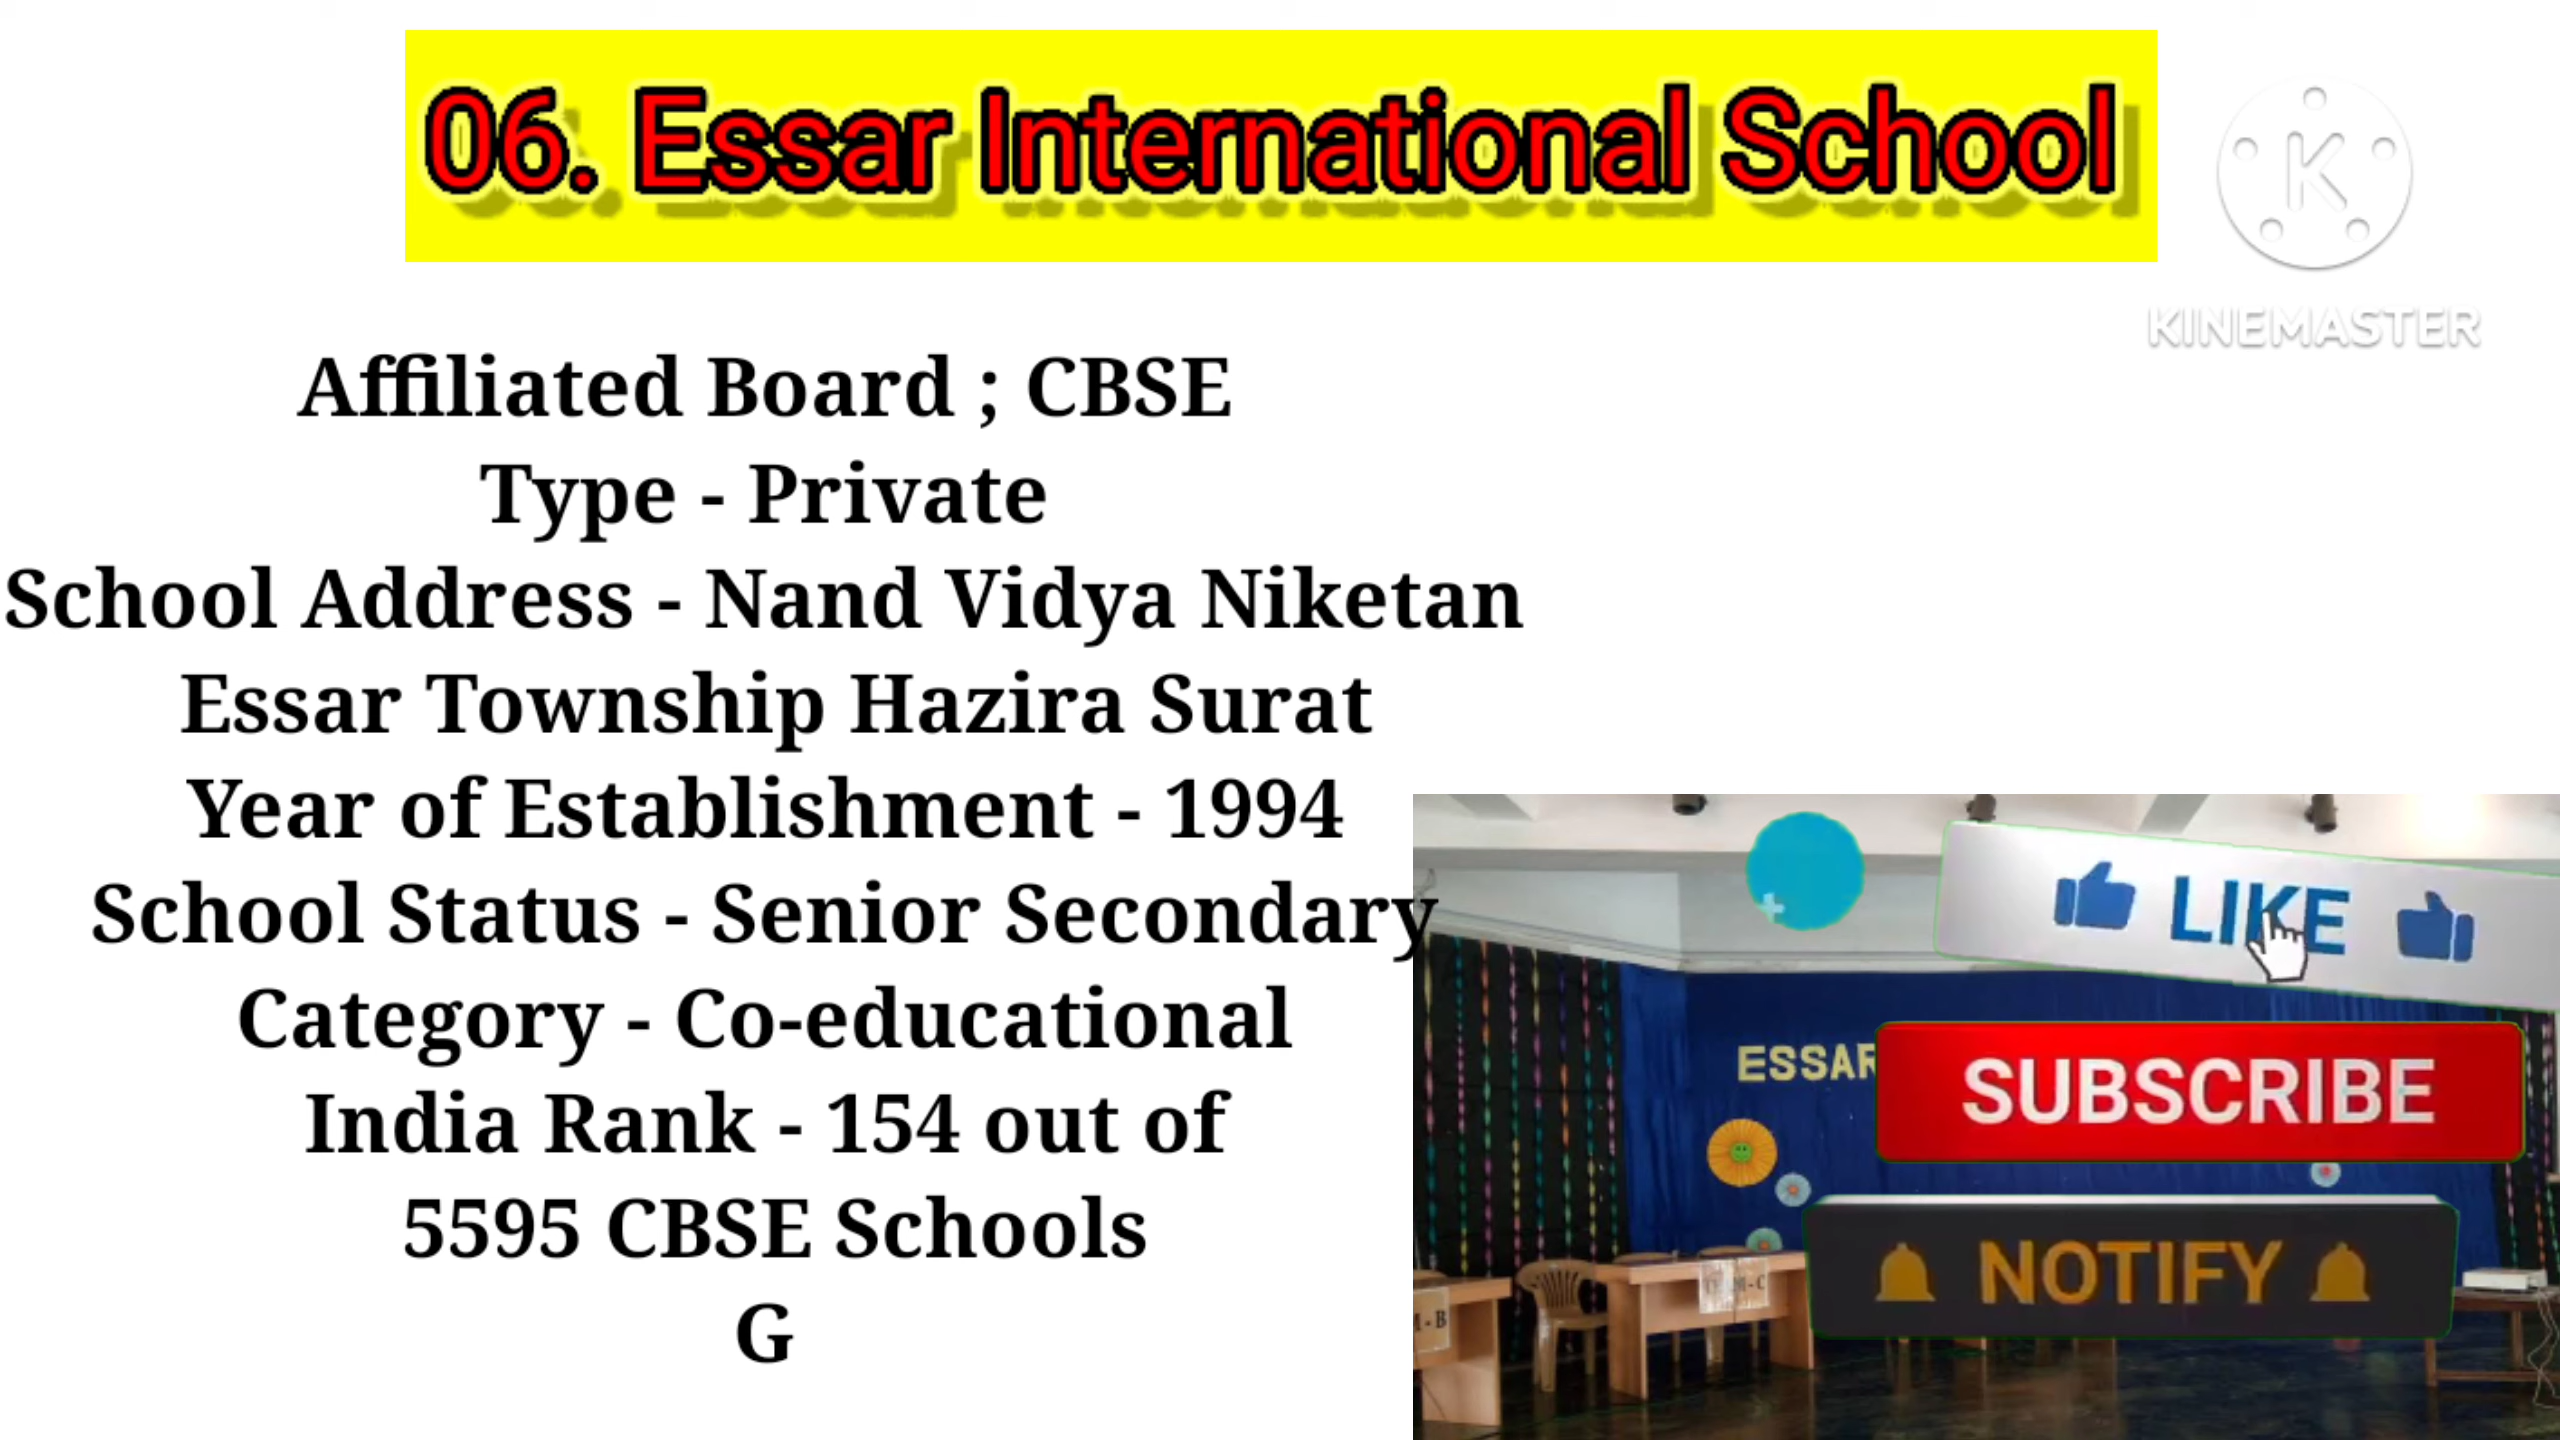 06. Essar International School
K
KINEMASTER
Affiliated Board ; CBSE
Type - Private
School Address - Nand Vidya Niketan
Essar Township Hazira Surat
Year of Establishment - 1994
School Status - Senior Secondary
Category - Co-educational
India Rank - 154 out of
5595 CBSE Schools
G
LIKE
ESSAR
SUBSCRIBE
NOTIFY
M-C
-B